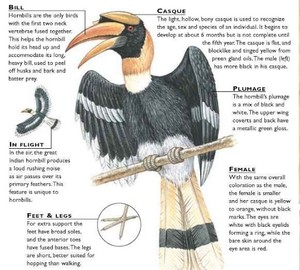 BILL
Hornbills are the only birds
with the first two neck
vertebrae fused together.
This helps the hornbill
hold its head up and
accommodate its long,
heavy bill, used to peel
off husks and bark and
batter prey.
CASQUE
The light, hollow, bony casque is used to recognize
the age, sex and species of an individual. It begins to
develop at about 6 months but is not complete until
the fifth year. The casque is flat, and
blocklike and tinged yellow from
preen gland oils. The male (left)
has more black in his casque.
PLUMAGE
The hornbill's plumage
is a mix of black and
white. The upper wing
coverts and back have
a metallic green gloss.
IN FLIGHT
In the air, the great
Indian hornbill produces
a loud rushing noise
as air passes over its
primary feathers. This
feature is unique to
hornbills.
FEMALE
With the same overall
coloration as the male,
the female is smaller
and her casque is yellow
to orange, without black
marks. The eyes are
white with black eyelids
forming a ring, while the
bare skin around the
eye area is red.
FEET & LEGS
For extra support the
feet have broad soles,
and the anterior toes
have fused bases. The legs
are short, better suited for
hopping than walking.